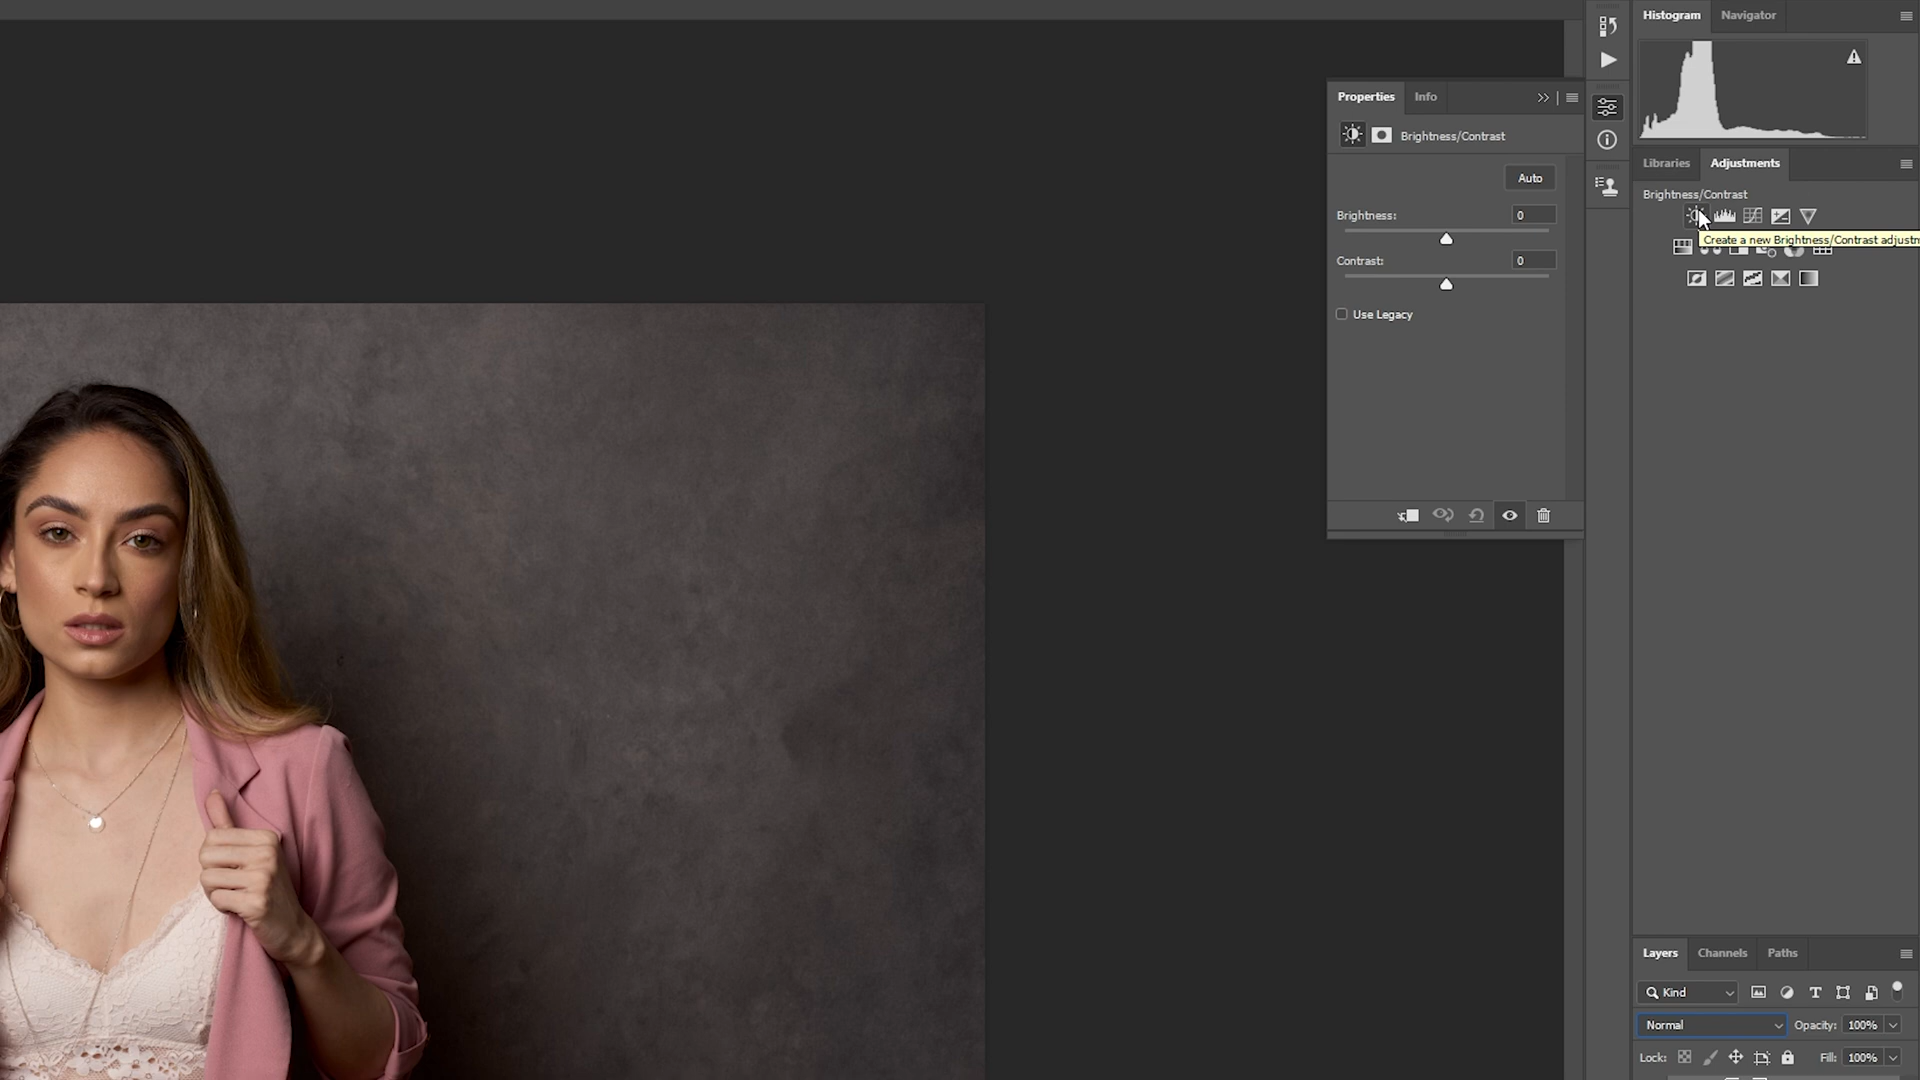 Histogram
Navigator
Properties
Info
Brightness/Contrast
Auto
Brightness:
0
Contrast:
0
Use Legacy
Libraries
Adjustments
Brightness/Contrast
Create a new Brightness/Contrast adjustm
Layers
Channels
Paths
Kind
Normal
Opacity:
100%
Lock:
Fill:
100%